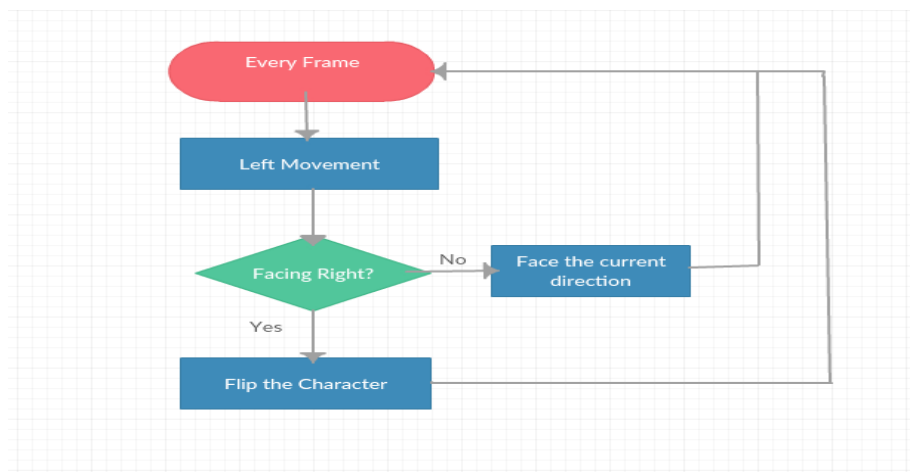 Every Frame
Left Movement
Facing Right?
No
Face the current
direction
Yes
Flip the Character